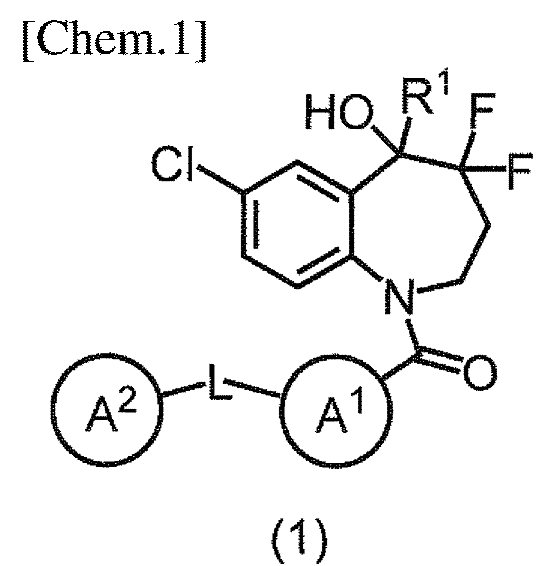 [Chem.1]
HO R¹ F
Cl F
N
A² L A¹ O
(1)